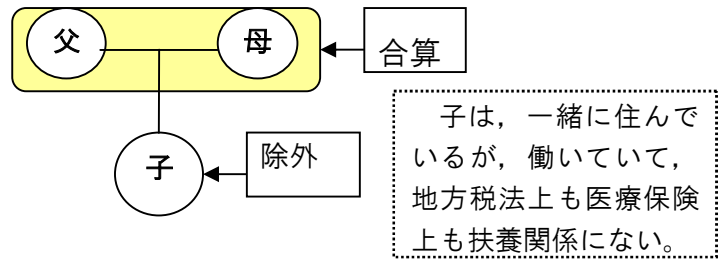 父
母
合算
子
除外
子は，一緒に住んで
いるが，働いていて，
地方税法上も医療保険
上も扶養関係にない。